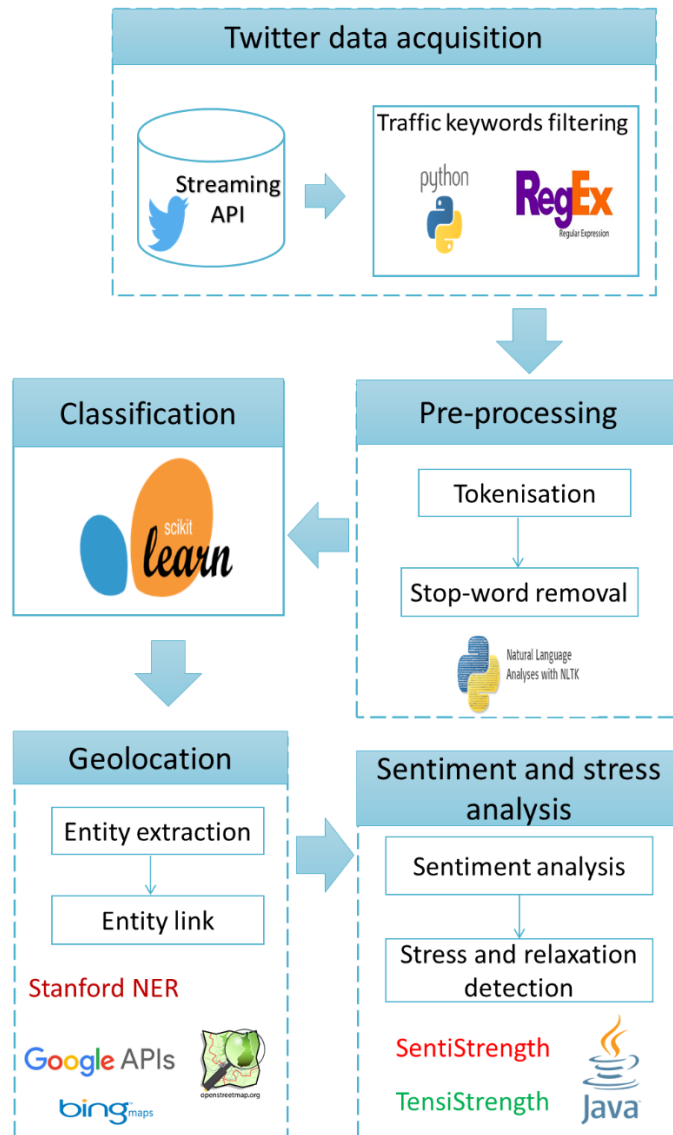 Twitter data acquisition
Streaming
API
Traffic keywords filtering
python
RegEx
Regular Expression
Classification
scikit
learn
Pre-processing
Tokenisation
Stop-word removal
Natural Language
Analyses with NLTK
Geolocation
Entity extraction
Entity link
Stanford NER
Google APIs
openstreetmap.org
bing maps
Sentiment and stress
analysis
Sentiment analysis
Stress and relaxation
detection
SentiStrength
TensiStrength
Java